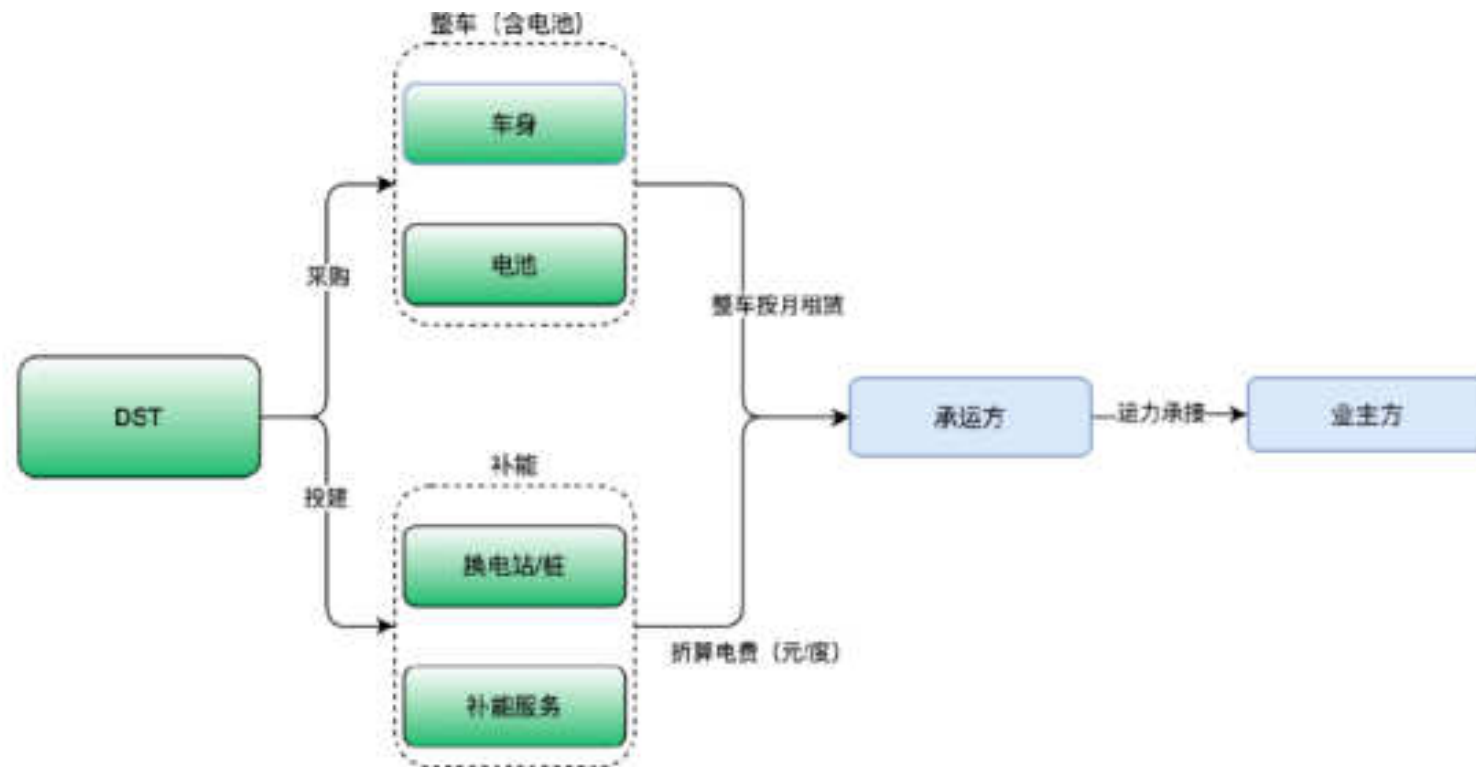 整车（含电池）
车身
电池
采购
整车按月租赁
DST
承运方
运力承接
业主方
投建
补能
换电站/桩
折算电费（元/度）
补能服务